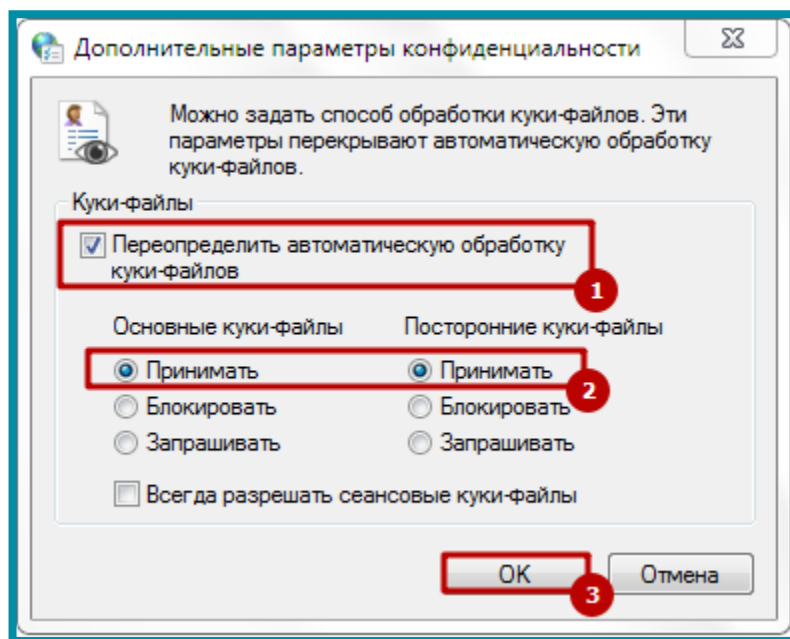 Дополнительные параметры конфиденциальности
Можно задать способ обработки куки-файлов. Эти
параметры перекрывают автоматическую обработку
куки-файлов.
Куки-файлы
Переопределить автоматическую обработку
куки-файлов
1
Основные куки-файлы Посторонние куки-файлы
Принимать Принимать
2
Блокировать Блокировать
Запрашивать Запрашивать
Всегда разрешать сеансовые куки-файлы
OK Отмена
3